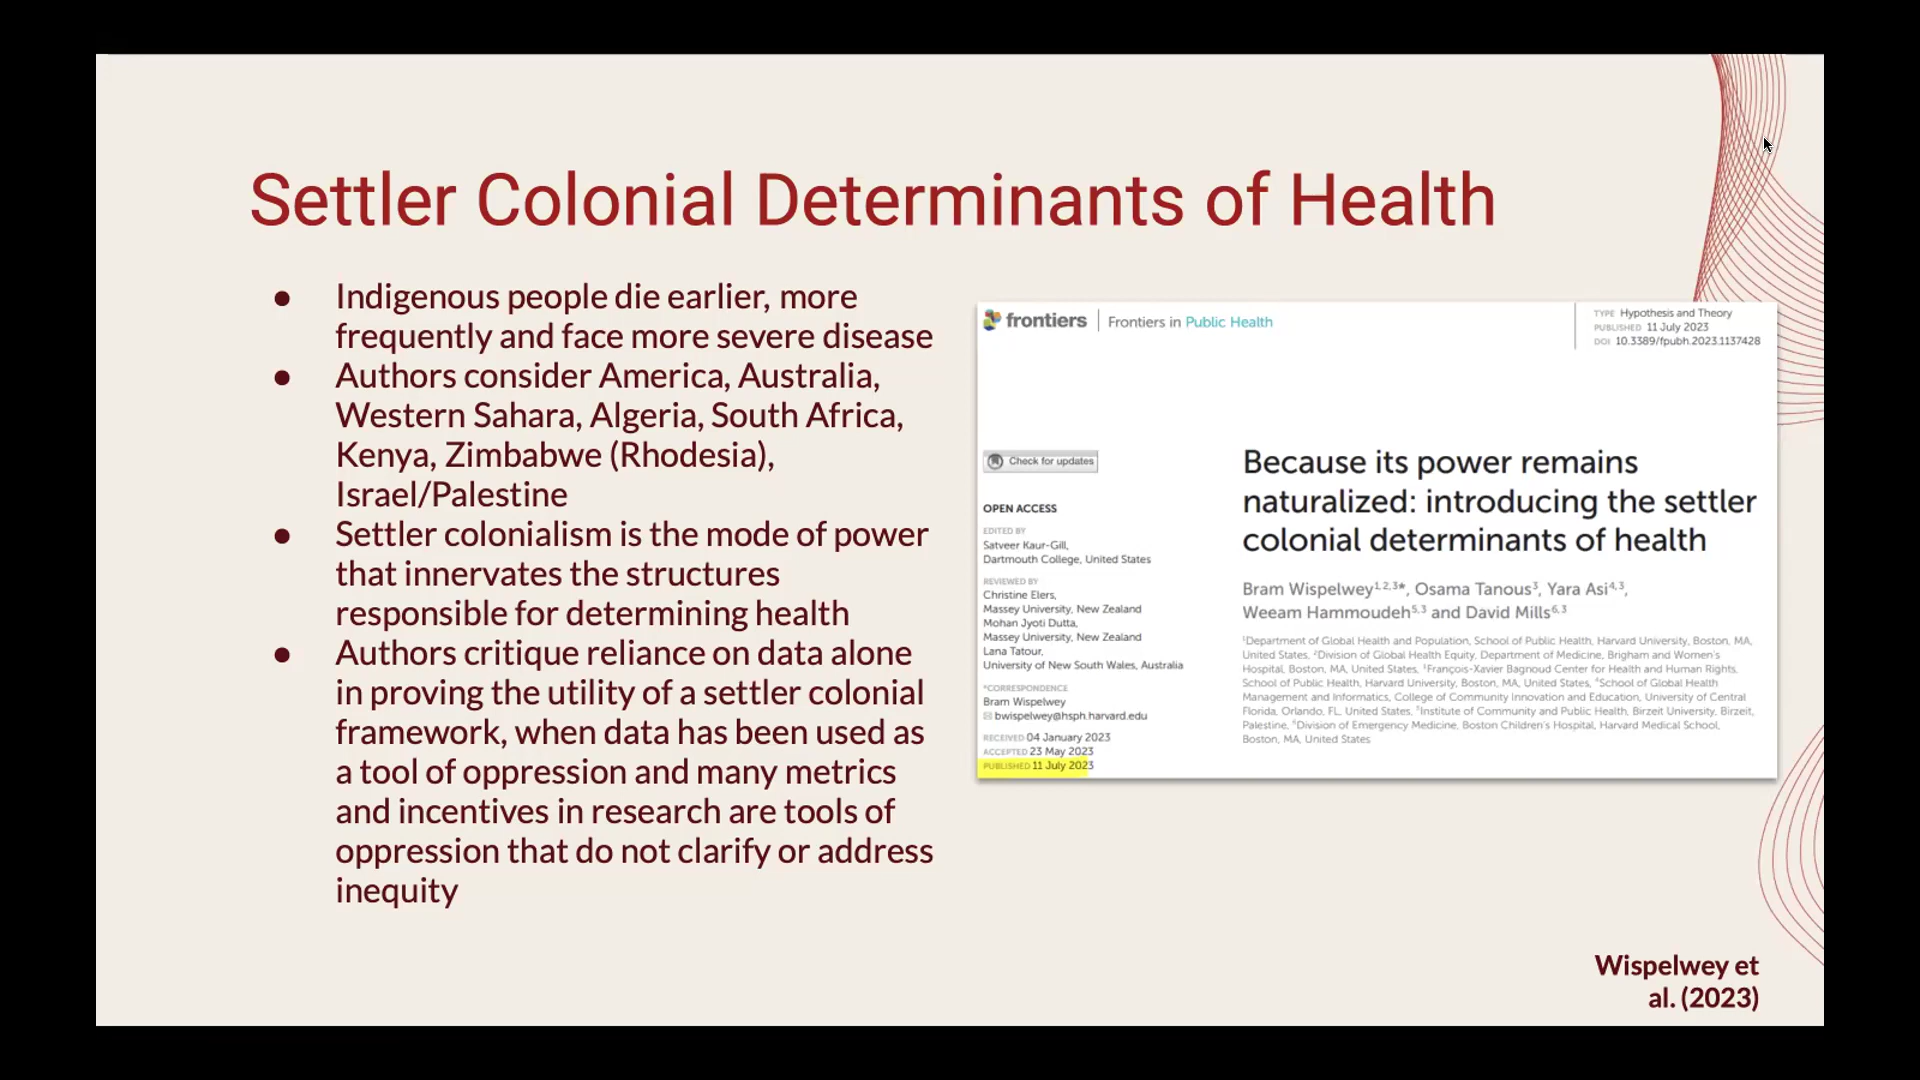 Settler Colonial Determinants of Health
● Indigenous people die earlier, more
frequently and face more severe disease
● Authors consider America, Australia,
Western Sahara, Algeria, South Africa,
Kenya, Zimbabwe (Rhodesia),
Israel/Palestine
● Settler colonialism is the mode of power
that innervates the structures
responsible for determining health
● Authors critique reliance on data alone
in proving the utility of a settler colonial
framework, when data has been used as
a tool of oppression and many metrics
and incentives in research are tools of
oppression that do not clarify or address
inequity
frontiers | Frontiers in Public Health
TYPE Hypothesis and Theory
PUBLISHED 11 July 2023
DOI 10.3389/fpubh.2023.1137428
Check for updates
OPEN ACCESS
EDITED BY
Satveer Kaur-Gill,
Dartmouth College, United States
REVIEWED BY
Christine Elers,
Massey University, New Zealand
Mohan Jyoti Dutta,
Massey University, New Zealand
Lana Tatour,
University of New South Wales, Australia
*CORRESPONDENCE
Bram Wispelwey
✉ bwispelwey@hsph.harvard.edu
RECEIVED 04 January 2023
ACCEPTED 23 May 2023
PUBLISHED 11 July 2023
Because its power remains
naturalized: introducing the settler
colonial determinants of health
Bram Wispelwey1,2,3*, Osama Tanous3, Yara Asi4,3,
Weeam Hammoudeh5,3 and David Mills6,3
1Department of Global Health and Population, School of Public Health, Harvard University, Boston, MA,
United States, 2Division of Global Health Equity, Department of Medicine, Brigham and Women's
Hospital, Boston, MA, United States, 3François-Xavier Bagnoud Center for Health and Human Rights,
School of Public Health, Harvard University, Boston, MA, United States, 4School of Global Health
Management and Informatics, College of Community Innovation and Education, University of Central
Florida, Orlando, FL, United States, 5Institute of Community and Public Health, Birzeit University, Birzeit,
Palestine, 6Division of Emergency Medicine, Boston Children's Hospital, Harvard Medical School,
Boston, MA, United States
Wispelwey et
al. (2023)